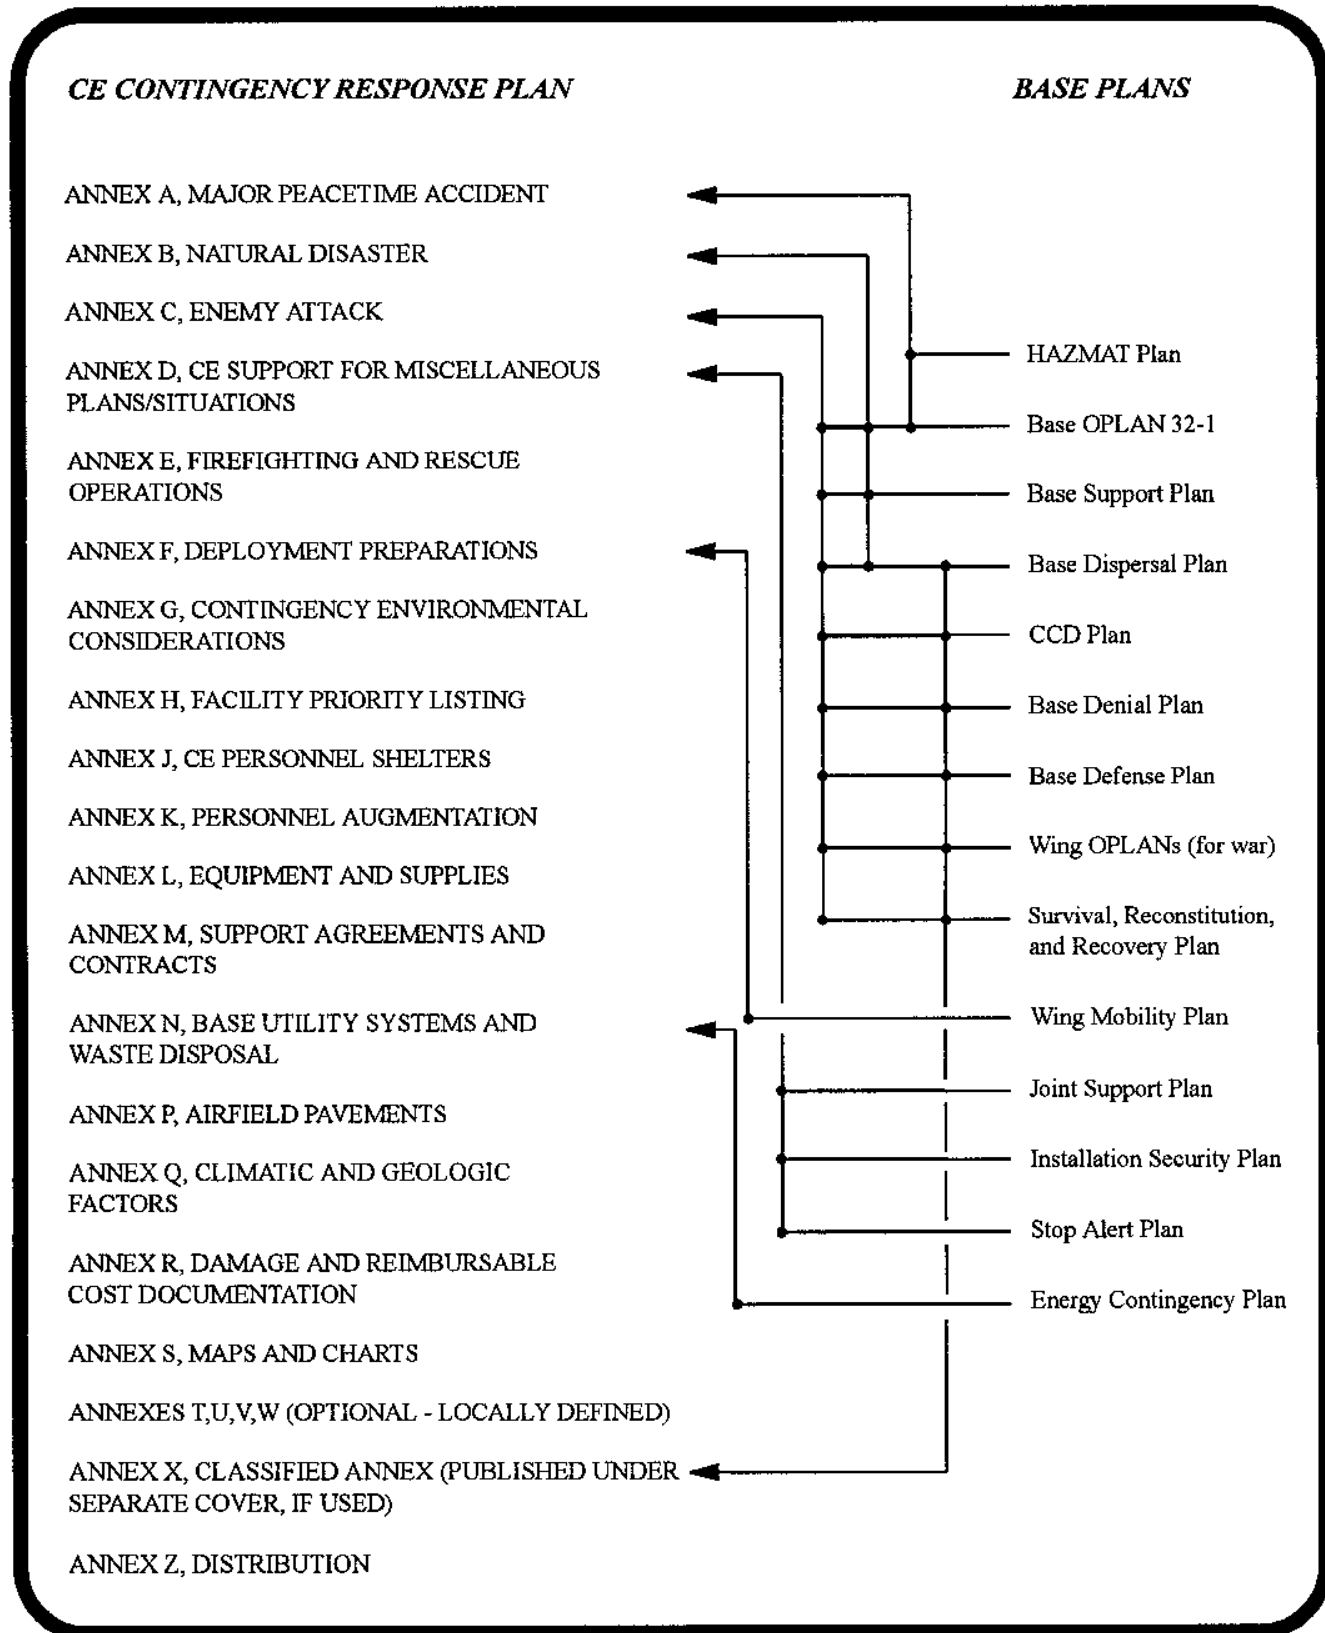 CE CONTINGENCY RESPONSE PLAN
BASE PLANS
ANNEX A, MAJOR PEACETIME ACCIDENT
ANNEX B, NATURAL DISASTER
ANNEX C, ENEMY ATTACK
ANNEX D, CE SUPPORT FOR MISCELLANEOUS
PLANS/SITUATIONS
ANNEX E, FIREFIGHTING AND RESCUE
OPERATIONS
ANNEX F, DEPLOYMENT PREPARATIONS
ANNEX G, CONTINGENCY ENVIRONMENTAL
CONSIDERATIONS
ANNEX H, FACILITY PRIORITY LISTING
ANNEX J, CE PERSONNEL SHELTERS
ANNEX K, PERSONNEL AUGMENTATION
ANNEX L, EQUIPMENT AND SUPPLIES
ANNEX M, SUPPORT AGREEMENTS AND
CONTRACTS
ANNEX N, BASE UTILITY SYSTEMS AND
WASTE DISPOSAL
ANNEX P, AIRFIELD PAVEMENTS
ANNEX Q, CLIMATIC AND GEOLOGIC
FACTORS
ANNEX R, DAMAGE AND REIMBURSABLE
COST DOCUMENTATION
ANNEX S, MAPS AND CHARTS
ANNEXES T,U,V,W (OPTIONAL - LOCALLY DEFINED)
ANNEX X, CLASSIFIED ANNEX (PUBLISHED UNDER
SEPARATE COVER, IF USED)
ANNEX Z, DISTRIBUTION
HAZMAT Plan
Base OPLAN 32-1
Base Support Plan
Base Dispersal Plan
CCD Plan
Base Denial Plan
Base Defense Plan
Wing OPLANs (for war)
Survival, Reconstitution,
and Recovery Plan
Wing Mobility Plan
Joint Support Plan
Installation Security Plan
Stop Alert Plan
Energy Contingency Plan